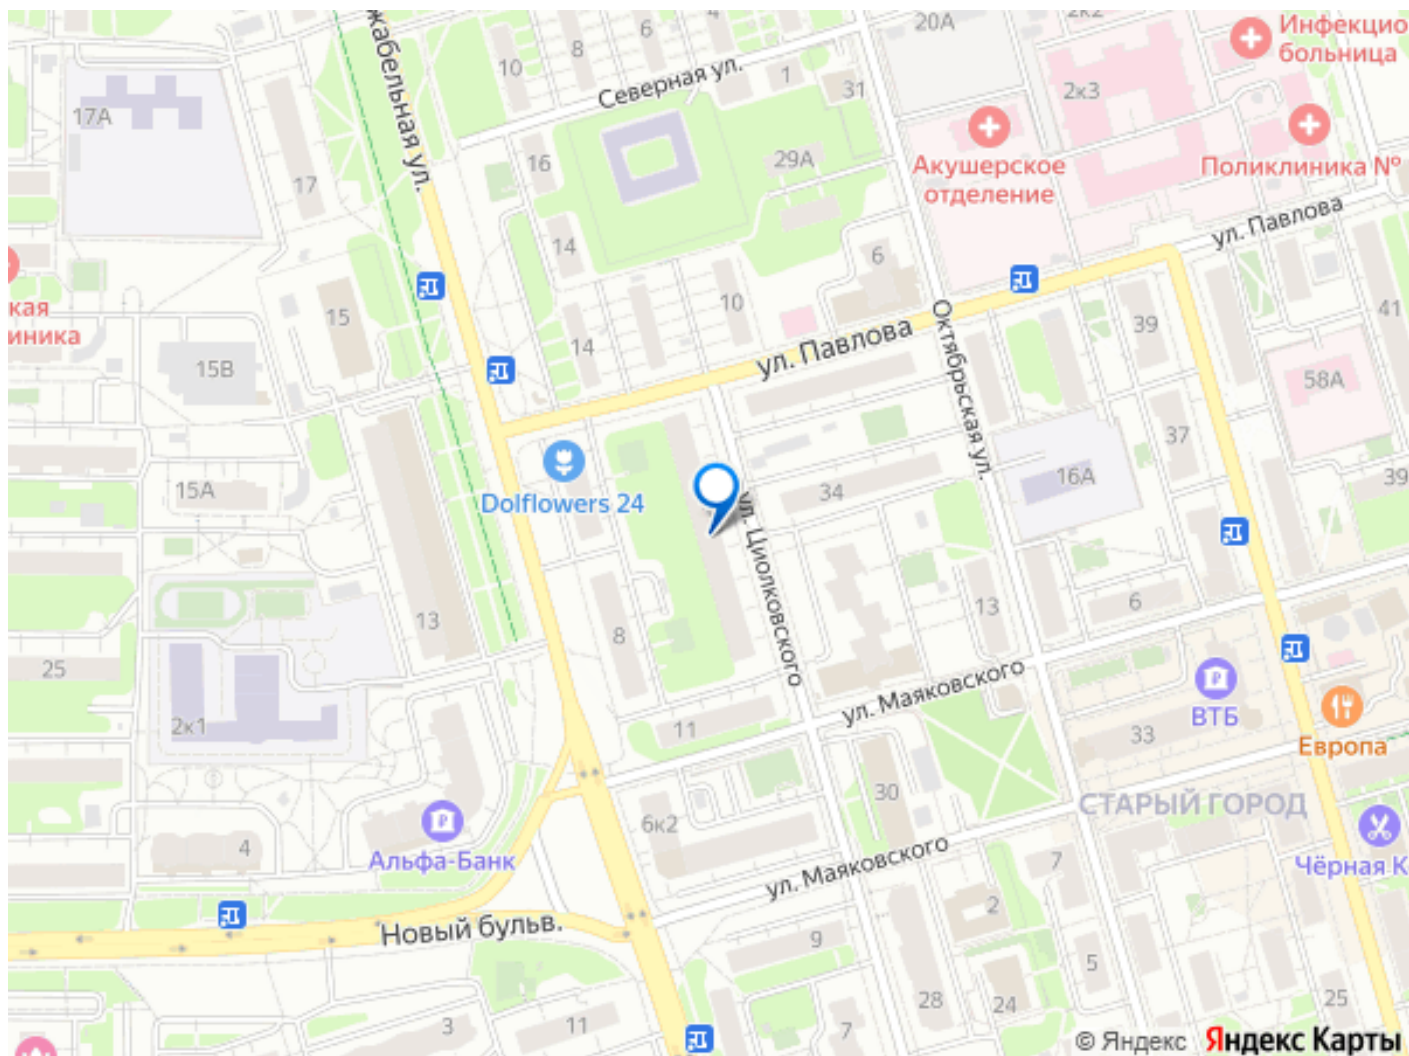 20А
2к2
Инфекцио
больница
4
6
8
10
Северная ул.
1
31
2к3
17А
жабельная ул.
16
29А
Акушерское
отделение
Поликлиника №
17
ул. Павлова
14
6
кая
иника
15
10
Октябрьская ул.
39
41
14
ул. Павлова
15В
58А
37
Dolflowers 24
15А
34
16А
39
ул. Циолковского
13
8
13
6
25
ул. Маяковского
ВТБ
2к1
11
33
Европа
30
СТАРЫЙ ГОРОД
6к2
Альфа-Банк
4
ул. Маяковского
7
Чёрная К
2
Новый бульв.
9
5
28
24
25
3
11
7
© Яндекс Яндекс Карты